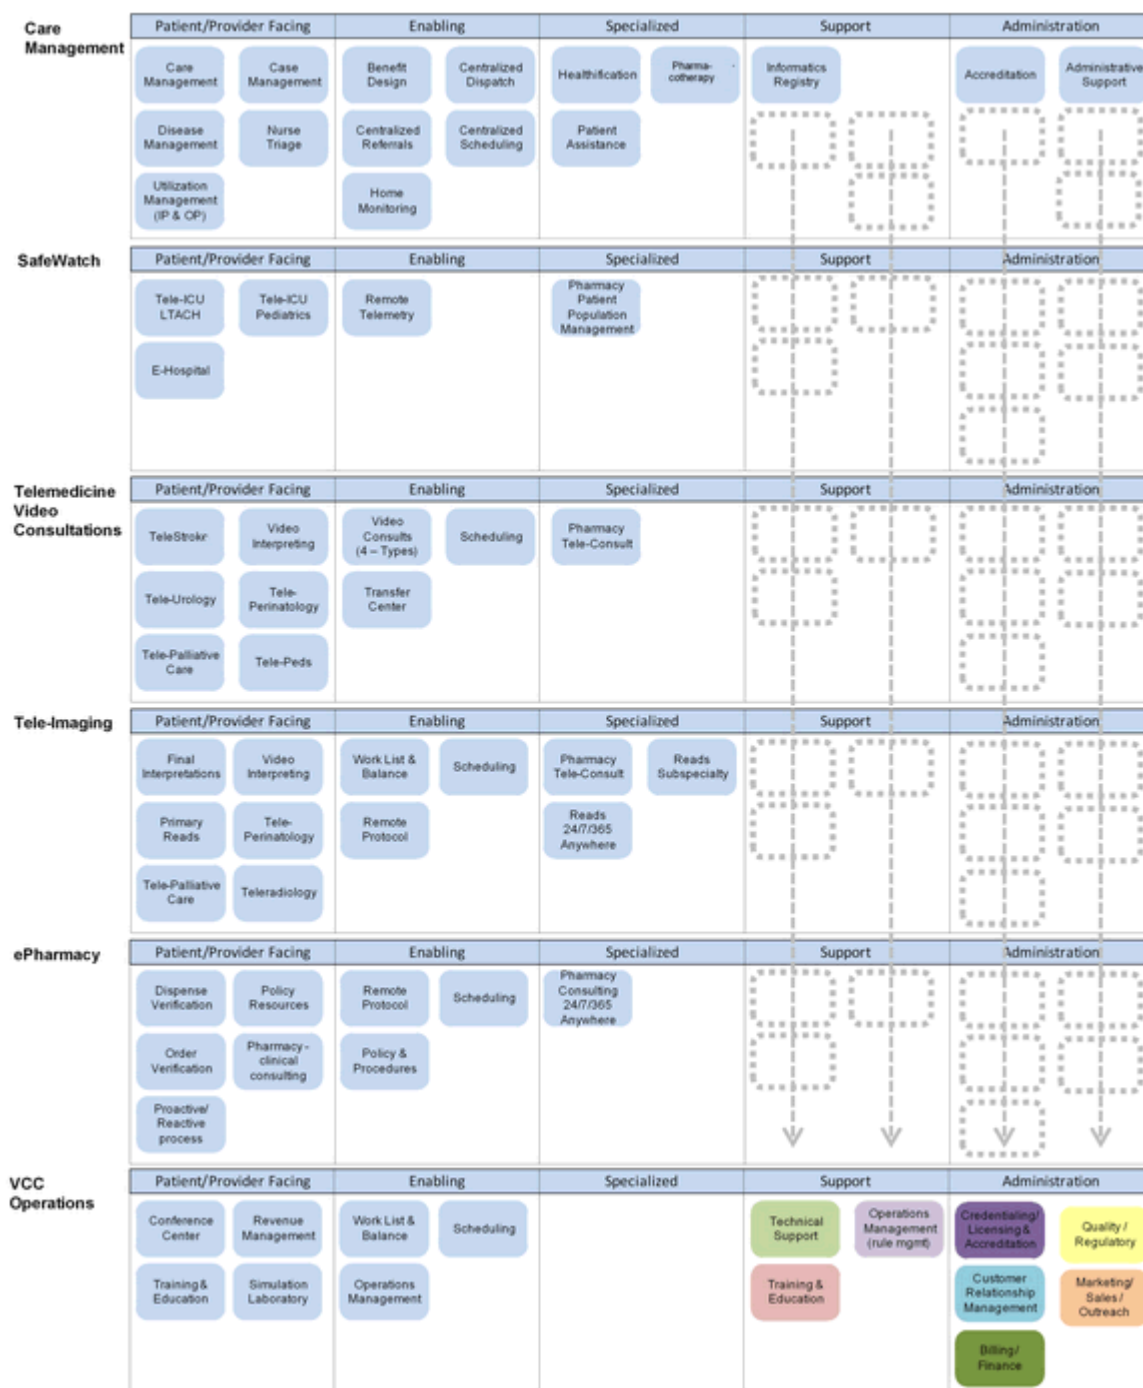 Care
Management
Patient/Provider Facing
Enabling
Specialized
Support
Administration
Care
Management
Case
Management
Benefit
Design
Centralized
Dispatch
Healthification
Pharma-
cotherapy
Informatics
Registry
Accreditation
Administrative
Support
Disease
Management
Nurse
Triage
Centralized
Referrals
Centralized
Scheduling
Patient
Assistance
Utilization
Management
(IP & OP)
Home
Monitoring
SafeWatch
Patient/Provider Facing
Enabling
Specialized
Support
Administration
Tele-ICU
LTACH
Tele-ICU
Pediatrics
Remote
Telemetry
Pharmacy
Patient
Population
Management
E-Hospital
Telemedicine
Video
Consultations
Patient/Provider Facing
Enabling
Specialized
Support
Administration
TeleStroke
Video
Interpreting
Video
Consults
(4 – Types)
Scheduling
Pharmacy
Tele-Consult
Tele-Urology
Tele-
Perinatology
Transfer
Center
Tele-Palliative
Care
Tele-Peds
Tele-Imaging
Patient/Provider Facing
Enabling
Specialized
Support
Administration
Final
Interpretations
Video
Interpreting
Work List &
Balance
Scheduling
Pharmacy
Tele-Consult
Reads
Subspecialty
Primary
Reads
Tele-
Perinatology
Remote
Protocol
Reads
24/7/365
Anywhere
Tele-Palliative
Care
Teleradiology
ePharmacy
Patient/Provider Facing
Enabling
Specialized
Support
Administration
Dispense
Verification
Policy
Resources
Remote
Protocol
Scheduling
Pharmacy
Consulting
24/7/365
Anywhere
Order
Verification
Pharmacy -
clinical
consulting
Policy &
Procedures
Proactive/
Reactive
process
VCC
Operations
Patient/Provider Facing
Enabling
Specialized
Support
Administration
Conference
Center
Revenue
Management
Work List &
Balance
Scheduling
Technical
Support
Operations
Management
(rule mgmt)
Credentialing/
Licensing &
Accreditation
Quality /
Regulatory
Training &
Education
Simulation
Laboratory
Operations
Management
Training &
Education
Customer
Relationship
Management
Marketing/
Sales /
Outreach
Billing /
Finance